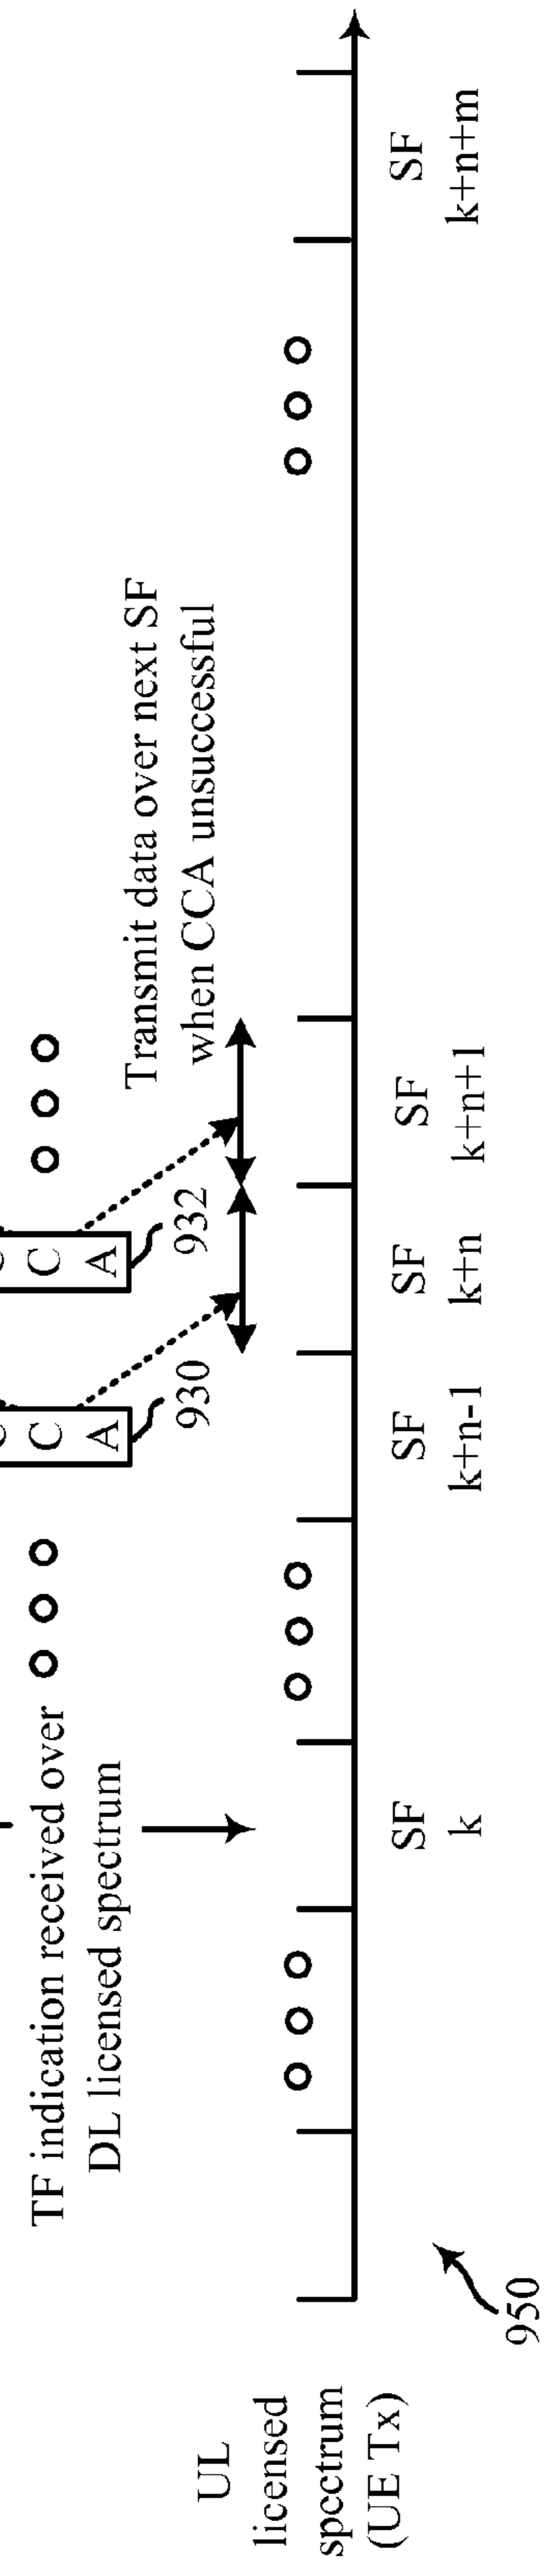 TF indication received over
DL licensed spectrum
C
A
930
C
A
932
Transmit data over next SF
when CCA unsuccessful
UL
licensed
spectrum
(UE Tx)
SF
k
SF
k+n-1
SF
k+n
SF
k+n+1
SF
k+n+m
950